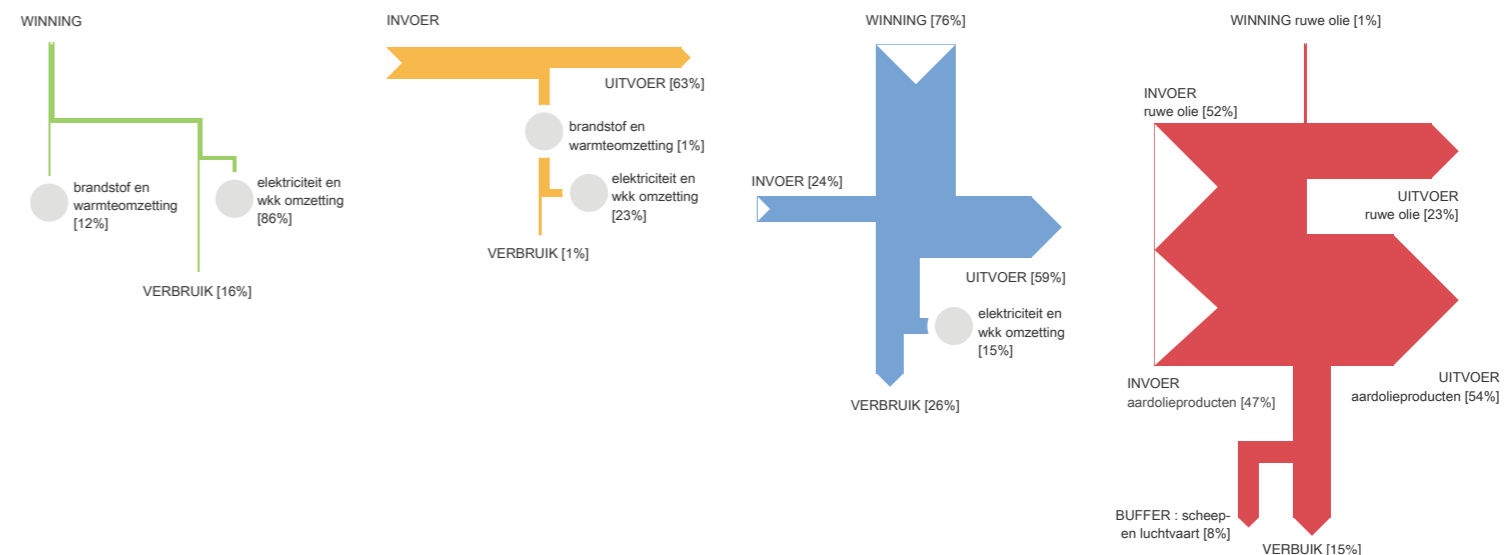 WINNING
brandstof en
warmteomzetting
[12%]
elektriciteit en
wkk omzetting
[86%]
VERBRUIK [16%]
INVOER
UITVOER [63%]
brandstof en
warmteomzetting [1%]
elektriciteit en
wkk omzetting
[23%]
VERBRUIK [1%]
WINNING [76%]
INVOER [24%]
UITVOER [59%]
elektriciteit en
wkk omzetting
[15%]
VERBRUIK [26%]
WINNING ruwe olie [1%]
INVOER
ruwe olie [52%]
UITVOER
ruwe olie [23%]
INVOER
aardolieproducten [47%]
UITVOER
aardolieproducten [54%]
BUFFER : scheep-
en luchtvaart [8%]
VERBUIK [15%]